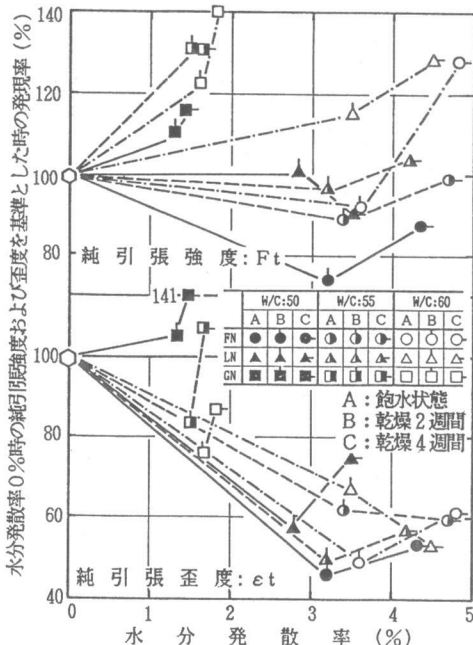 水分発散率0%時の純引張強度および歪度を基準とした時の発現率 (%)
140
120
100
80
純引張強度:Ft
141
100
80
60
40
純引張歪度:εt
W/C:50 W/C:55 W/C:60
A B C A B C A B C
FN
LN
GN
A:飽水状態
B:乾燥2週間
C:乾燥4週間
0 1 2 3 4 5
水分発散率 (%)